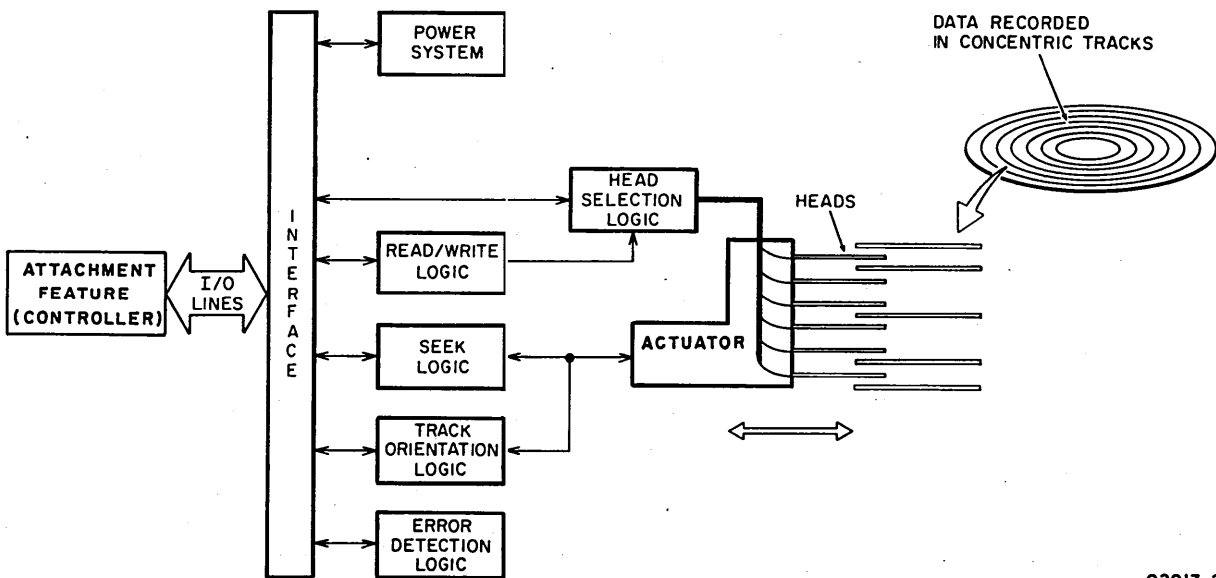 POWER
SYSTEM
DATA RECORDED
IN CONCENTRIC TRACKS
HEAD
SELECTION
LOGIC
HEADS
INTERFACE
READ/WRITE
LOGIC
ATTACHMENT
FEATURE
(CONTROLLER)
I/O
LINES
SEEK
LOGIC
ACTUATOR
TRACK
ORIENTATION
LOGIC
ERROR
DETECTION
LOGIC